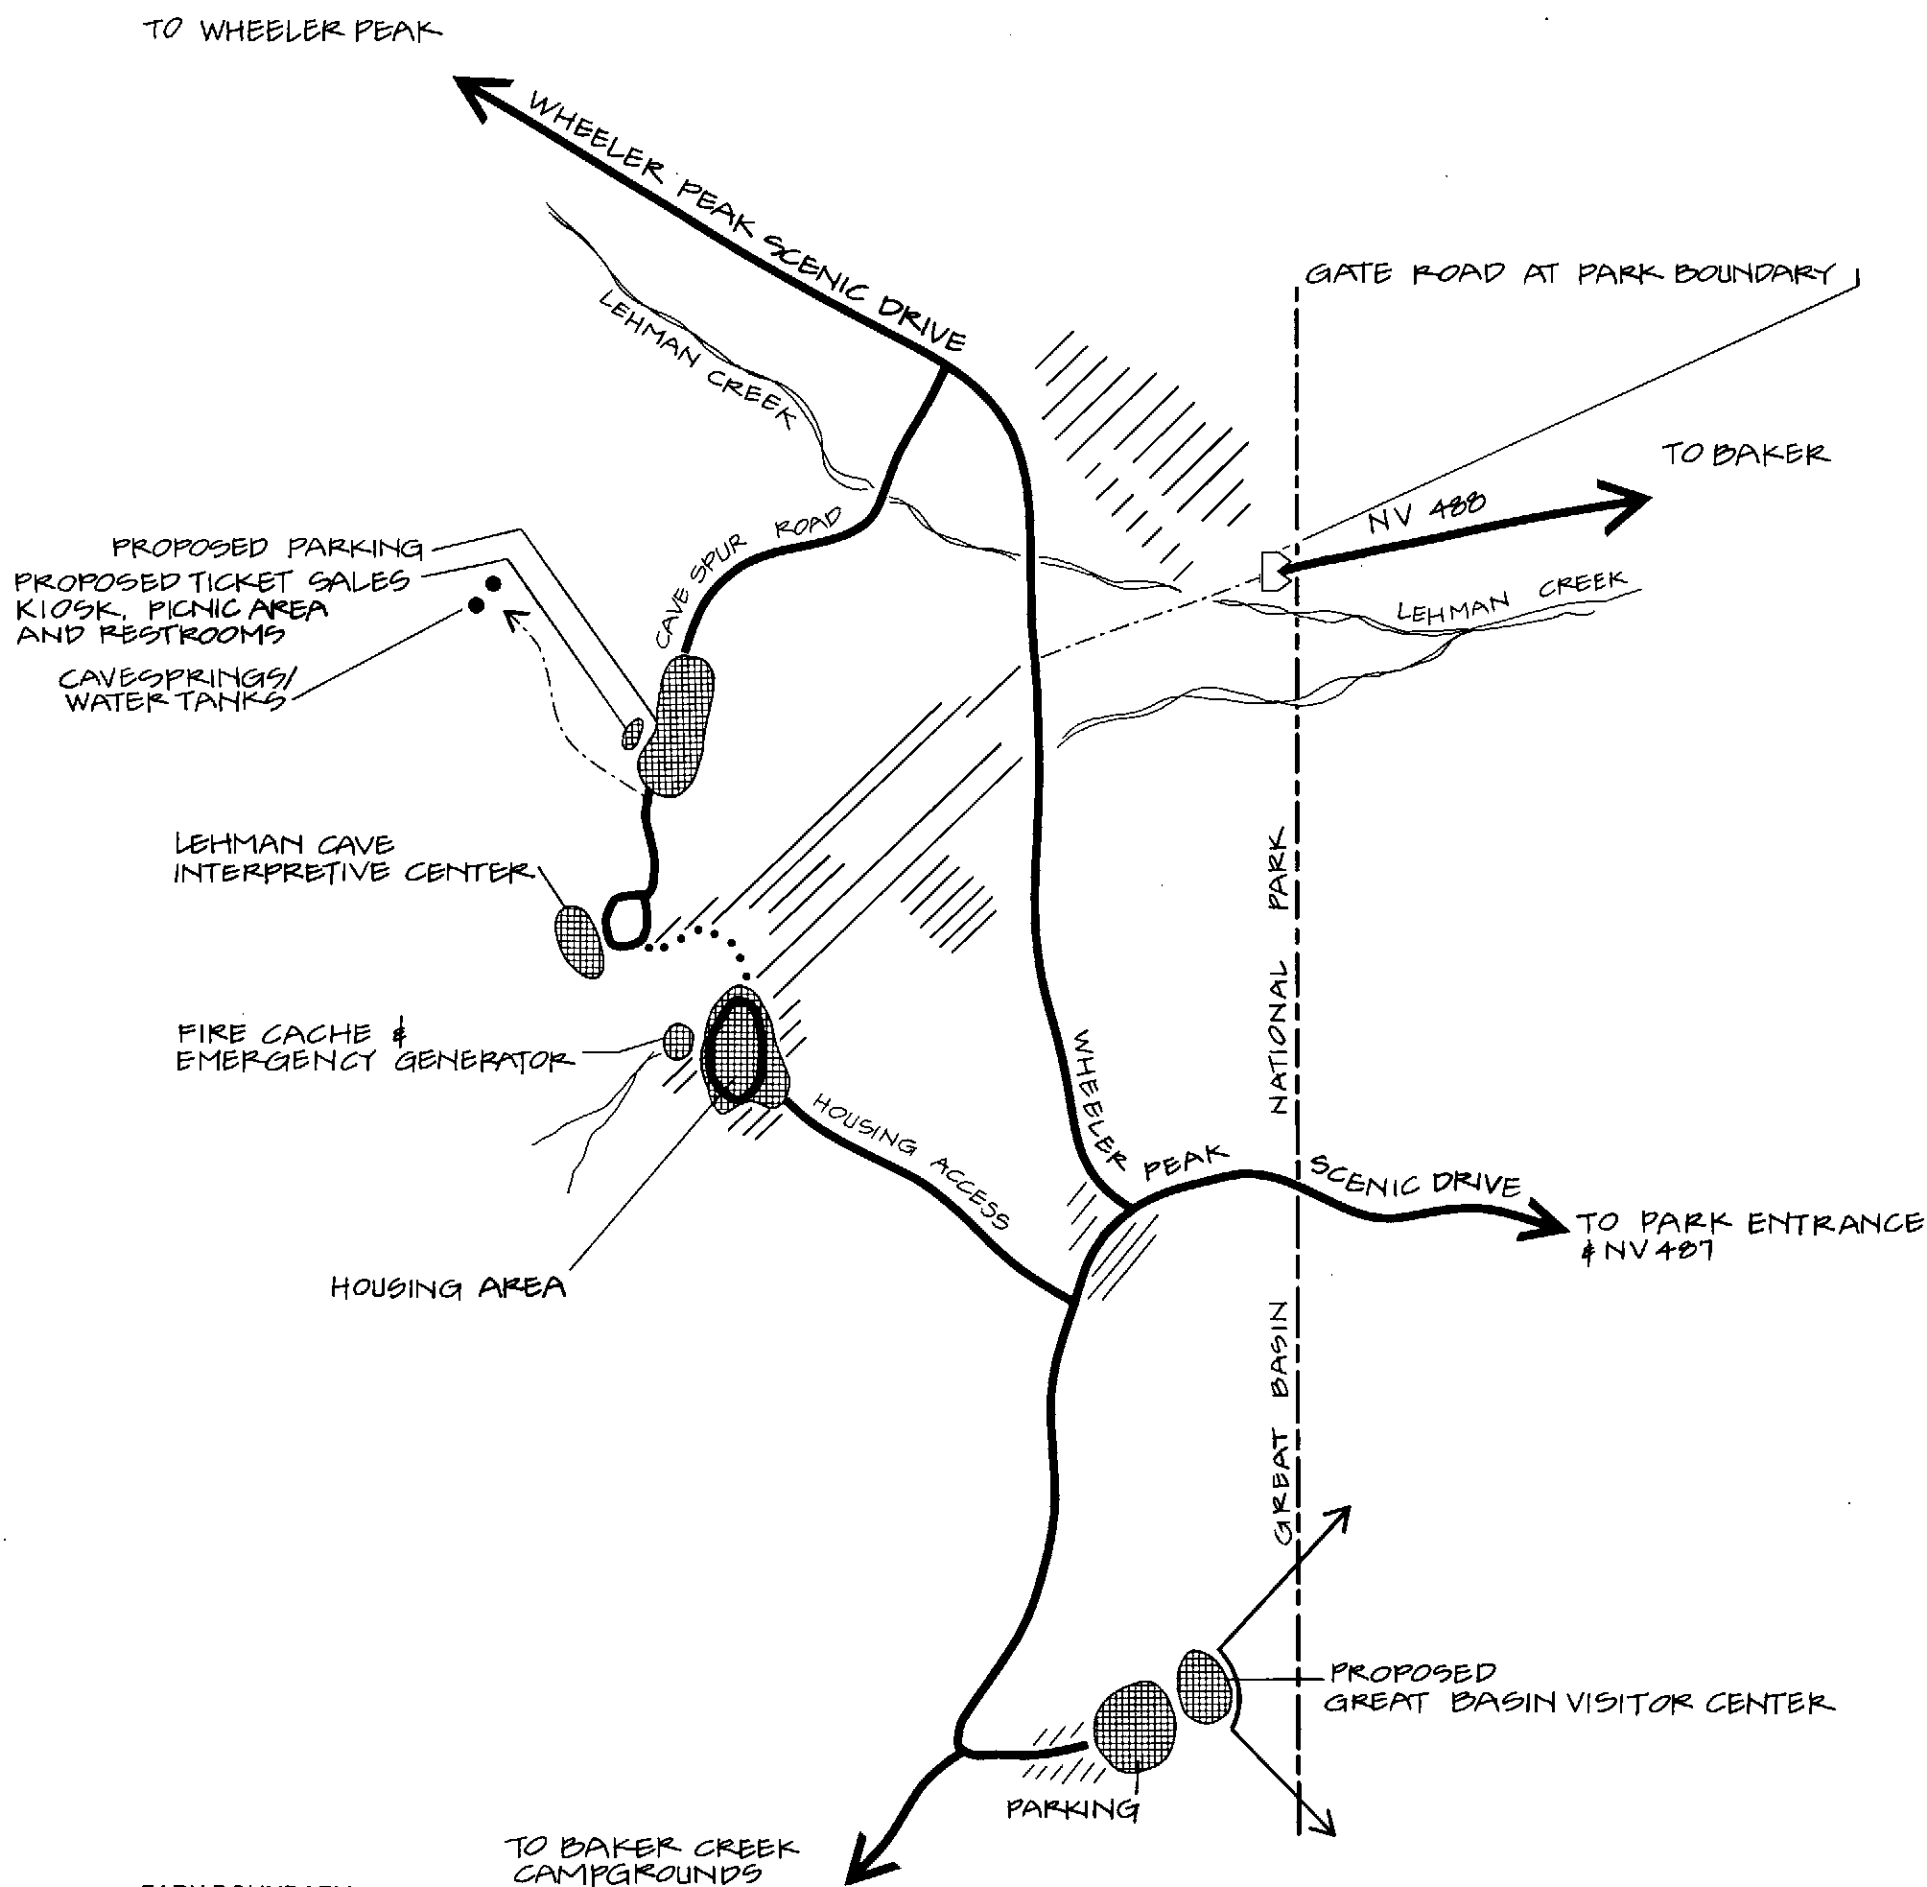 TO WHEELER PEAK
WHEELER PEAK SCENIC DRIVE
LEHMAN CREEK
GATE ROAD AT PARK BOUNDARY
TO BAKER
NV 488
PROPOSED PARKING
PROPOSED TICKET SALES
KIOSK, PICNIC AREA
AND RESTROOMS
CAVE SPUR ROAD
LEHMAN CREEK
CAVESPRINGS/
WATER TANKS
LEHMAN CAVE
INTERPRETIVE CENTER
FIRE CACHE &
EMERGENCY GENERATOR
HOUSING ACCESS
WHEELER PEAK SCENIC DRIVE
TO PARK ENTRANCE
& NV 487
HOUSING AREA
GREAT BASIN NATIONAL PARK
PROPOSED
GREAT BASIN VISITOR CENTER
PARKING
TO BAKER CREEK
CAMPGROUNDS